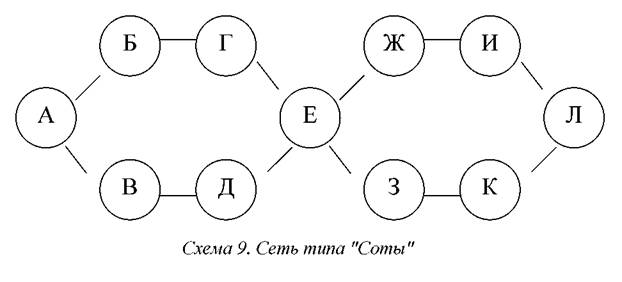 Б Г Ж И
А Е Л
В Д З К
Схема 9. Сеть типа "Соты"